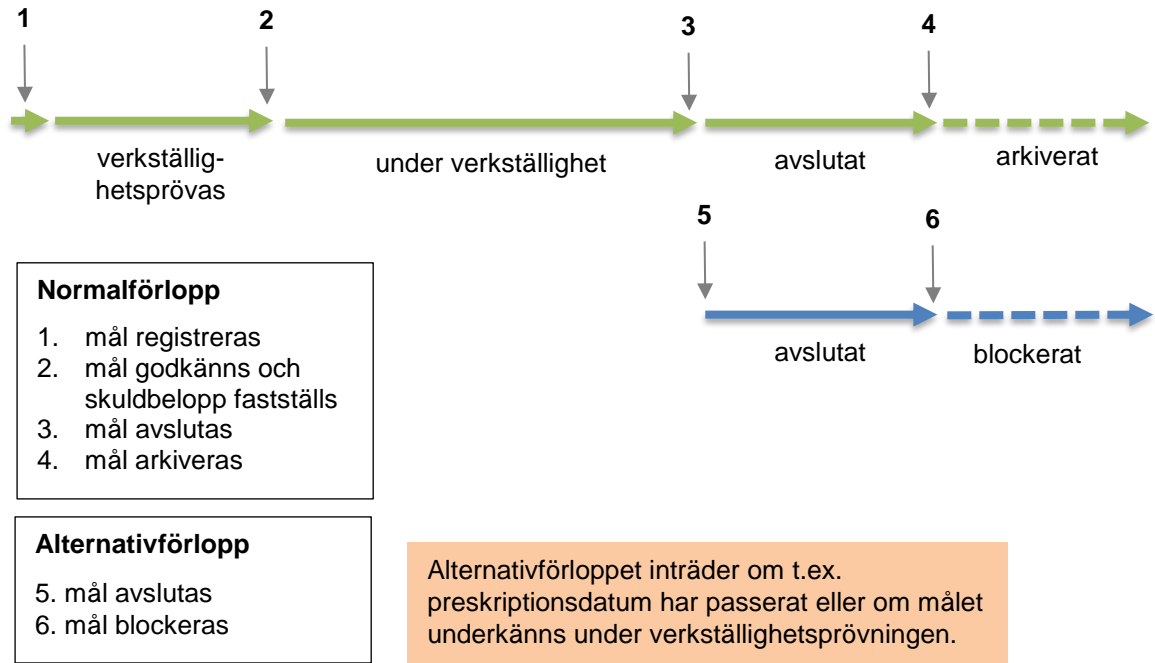 1 2 3 4
verkställig-
hetsprövas
under verkställighet
avslutat
arkiverat
5 6
avslutat
blockerat
Normalförlopp
1. mål registreras
2. mål godkänns och
skuldbelopp fastställs
3. mål avslutas
4. mål arkiveras
Alternativförlopp
5. mål avslutas
6. mål blockeras
Alternativförloppet inträder om t.ex.
preskriptionsdatum har passerat eller om målet
underkänns under verkställighetsprövningen.